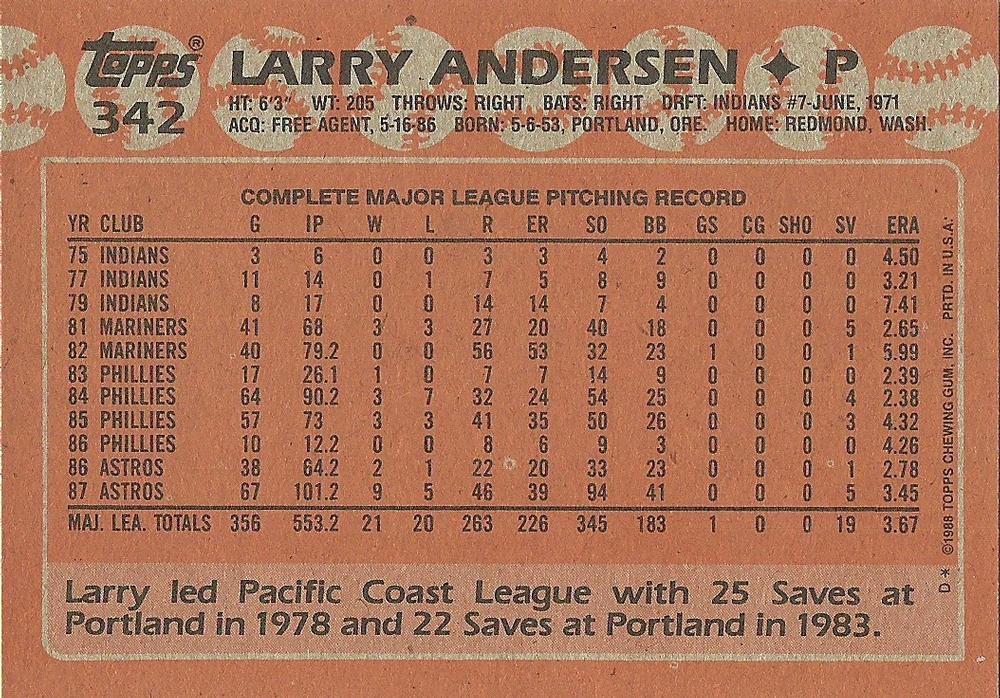 Topps® LARRY ANDERSEN ✦ P
342 HT: 6'3" WT: 205 THROWS: RIGHT BATS: RIGHT DRFT: INDIANS #7-JUNE, 1971
ACQ: FREE AGENT, 5-16-86 BORN: 5-6-53, PORTLAND, ORE. HOME: REDMOND, WASH.
COMPLETE MAJOR LEAGUE PITCHING RECORD
YR CLUB G IP W L R ER SO BB GS CG SHO SV ERA
75 INDIANS 3 6 0 0 3 3 4 2 0 0 0 0 4.50
77 INDIANS 11 14 0 1 7 5 8 9 0 0 0 0 3.21
79 INDIANS 8 17 0 0 14 14 7 4 0 0 0 0 7.41
81 MARINERS 41 68 3 3 27 20 40 18 0 0 0 5 2.65
82 MARINERS 40 79.2 0 0 56 53 32 23 1 0 0 1 5.99
83 PHILLIES 17 26.1 1 0 7 7 14 9 0 0 0 0 2.39
84 PHILLIES 64 90.2 3 7 32 24 54 25 0 0 0 4 2.38
85 PHILLIES 57 73 3 3 41 35 50 26 0 0 0 3 4.32
86 PHILLIES 10 12.2 0 0 8 6 9 3 0 0 0 0 4.26
86 ASTROS 38 64.2 2 1 22 20 33 23 0 0 0 1 2.78
87 ASTROS 67 101.2 9 5 46 39 94 41 0 0 0 5 3.45
MAJ. LEA. TOTALS 356 553.2 21 20 263 226 345 183 1 0 0 19 3.67
Larry led Pacific Coast League with 25 Saves at
Portland in 1978 and 22 Saves at Portland in 1983.
D* ©1988 TOPPS CHEWING GUM, INC. PRTD. IN U.S.A.